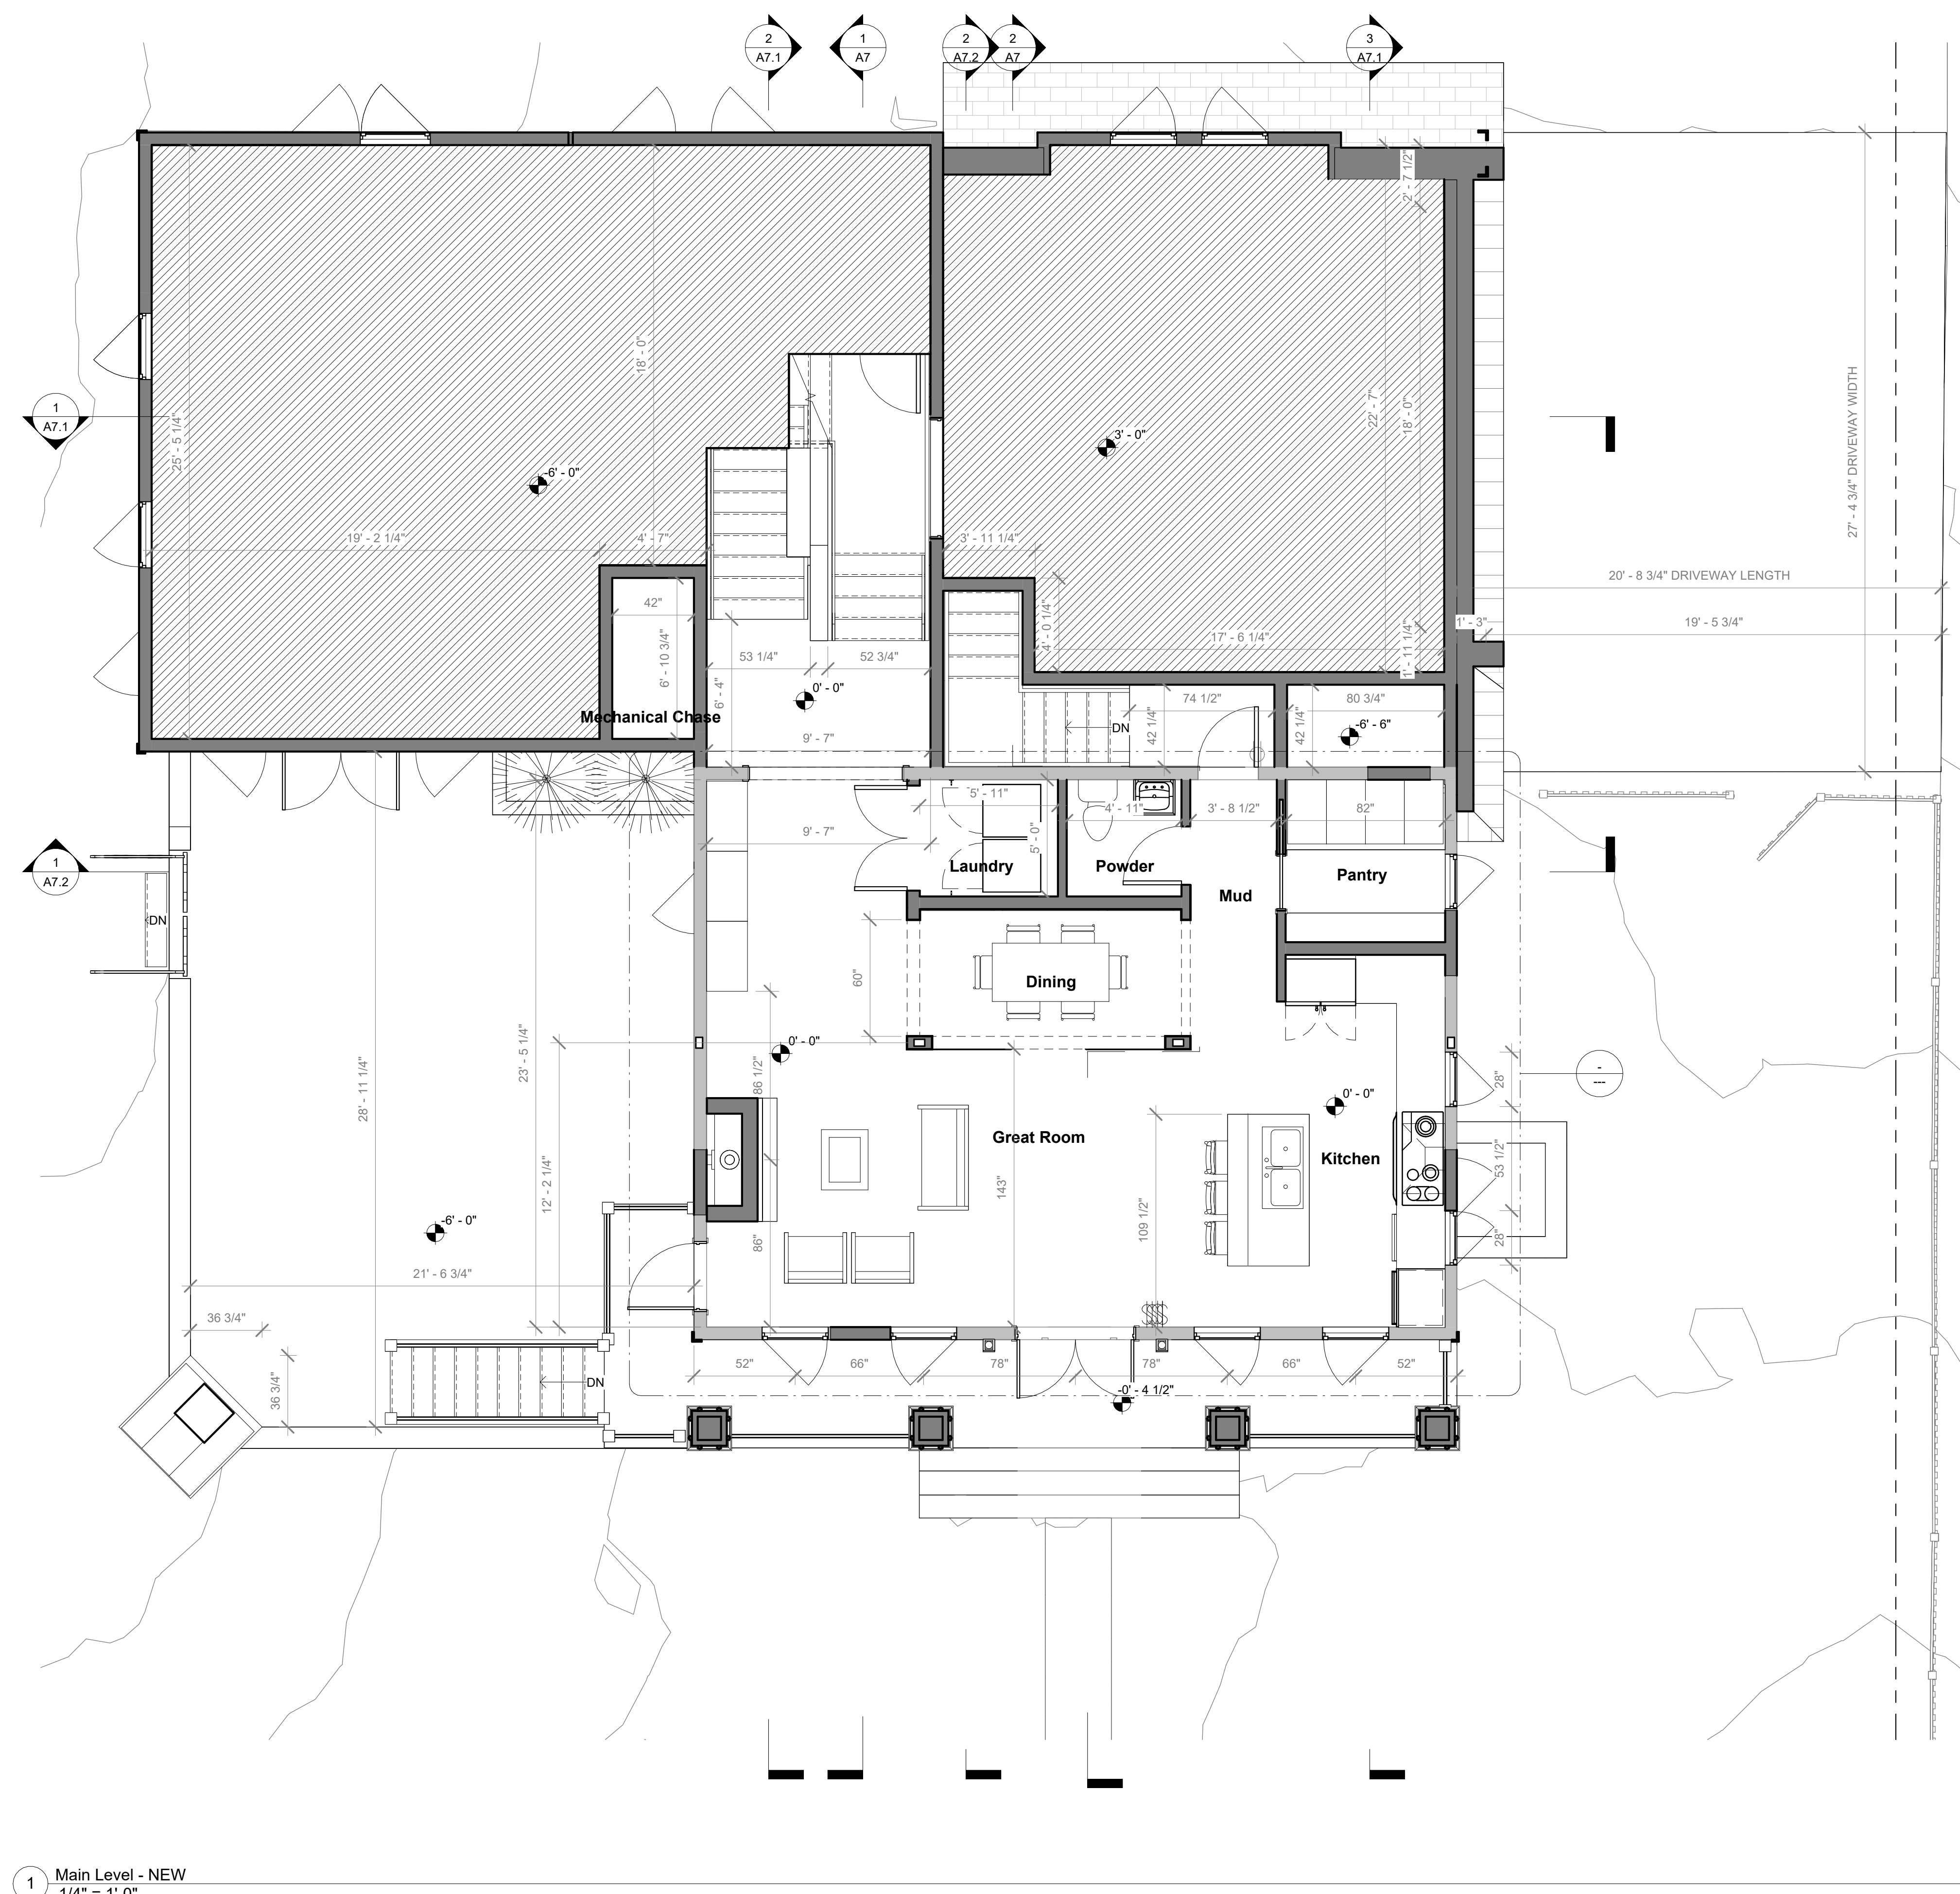 2
A7.1
1
A7
2
A7.2
2
A7
3
A7.1
2' - 7 1/2"
18' - 0"
1
A7.1
25' - 5 1/4"
22' - 7"
18' - 0"
27' - 4 3/4" DRIVEWAY WIDTH
3' - 0"
-6' - 0"
19' - 2 1/4"
4' - 7"
3' - 11 1/4"
20' - 8 3/4" DRIVEWAY LENGTH
42"
4' - 0 1/4"
17' - 6 1/4"
1' - 11 1/4"
1' - 3"
19' - 5 3/4"
6' - 10 3/4"
53 1/4"
52 3/4"
6' - 4"
0' - 0"
74 1/2"
80 3/4"
Mechanical Chase
DN
42 1/4"
42 1/4"
-6' - 6"
9' - 7"
5' - 11"
4' - 11"
3' - 8 1/2"
82"
9' - 7"
5' - 0"
1
A7.2
Laundry
Powder
Pantry
Mud
DN
60"
Dining
0' - 0"
23' - 5 1/4"
86 1/2"
28' - 11 1/4"
28"
-
---
0' - 0"
Great Room
Kitchen
53 1/2"
12' - 2 1/4"
143"
109 1/2"
-6' - 0"
86"
28"
21' - 6 3/4"
36 3/4"
52"
66"
78"
78"
66"
52"
36 3/4"
DN
-0' - 4 1/2"
1
Main Level - NEW
1/4" = 1'-0"